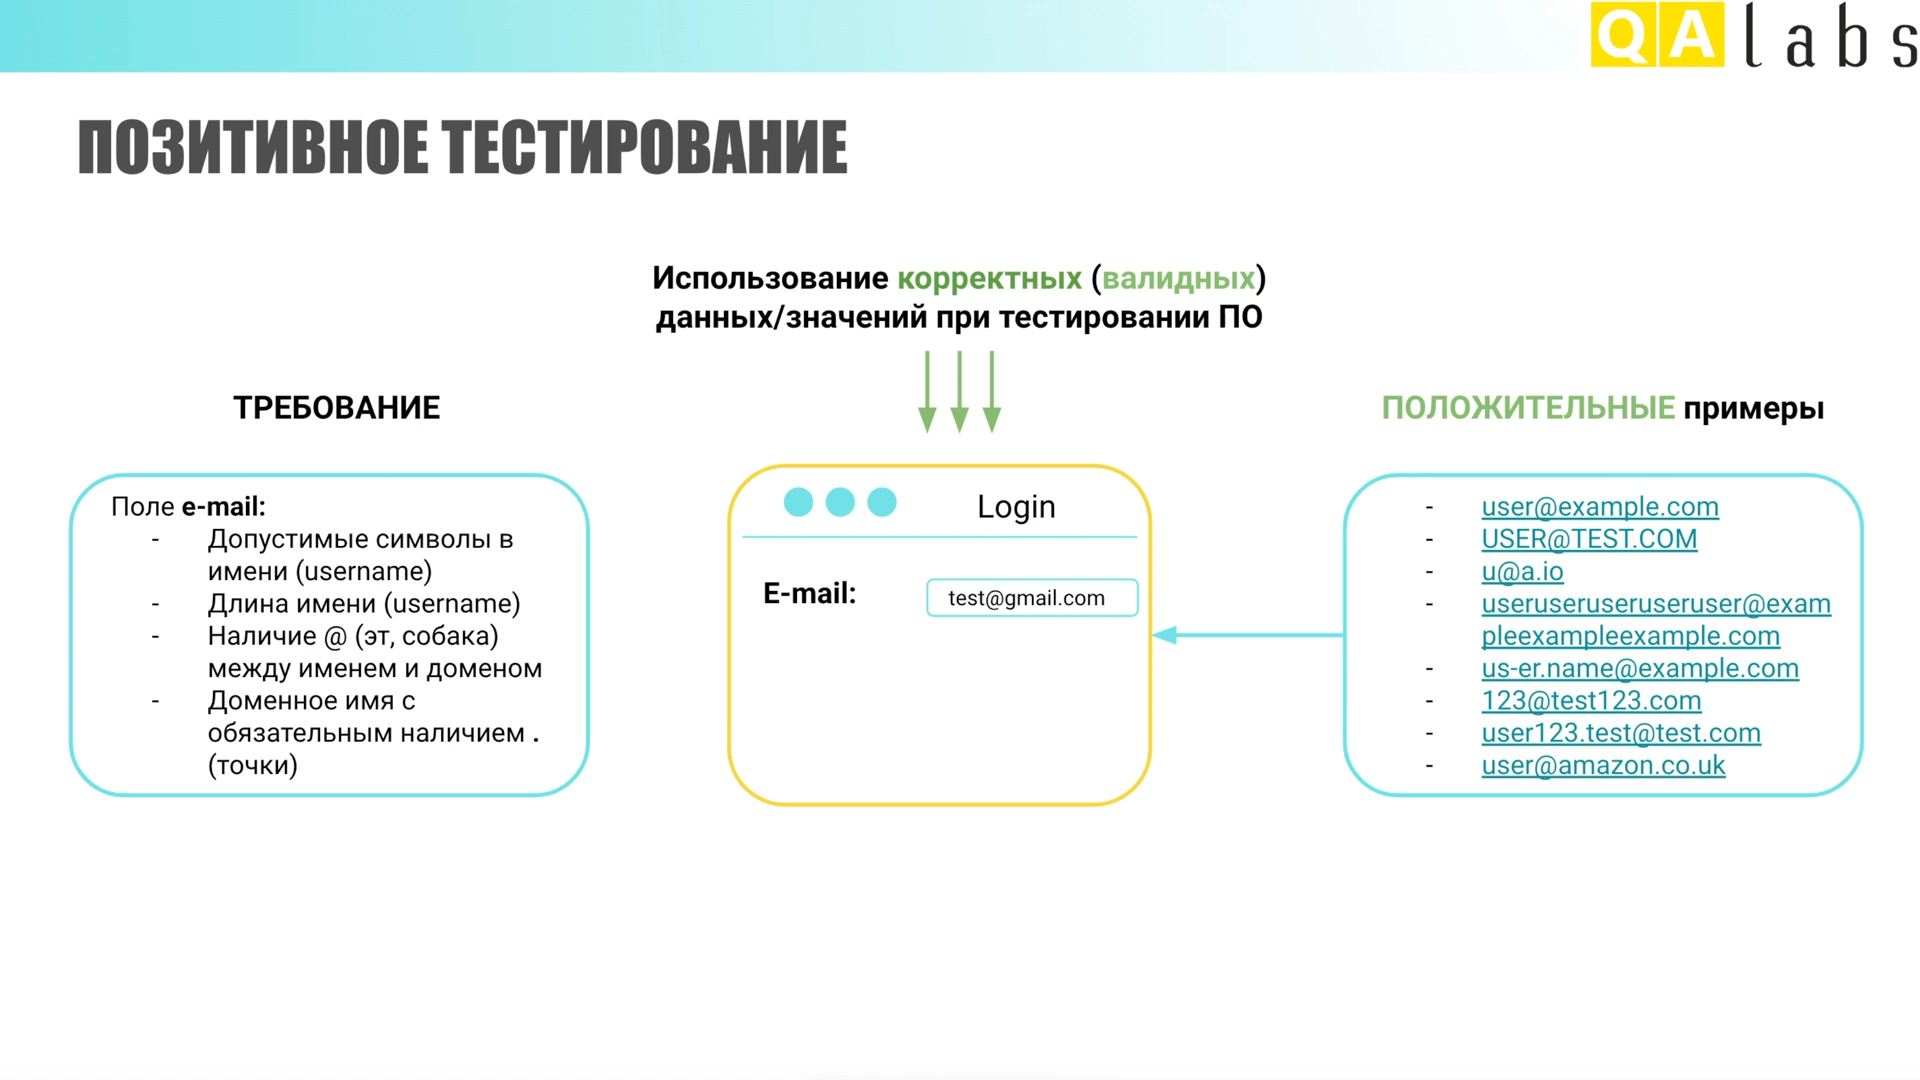 QA labs
ПОЗИТИВНОЕ ТЕСТИРОВАНИЕ
Использование корректных (валидных)
данных/значений при тестировании ПО
ТРЕБОВАНИЕ
Поле e-mail:
- Допустимые символы в
имени (username)
- Длина имени (username)
- Наличие @ (эт, собака)
между именем и доменом
- Доменное имя с
обязательным наличием .
(точки)
Login
E-mail: test@gmail.com
ПОЛОЖИТЕЛЬНЫЕ примеры
- user@example.com
- USER@TEST.COM
- u@a.io
- useruseruseruseruser@exam
pleexampleexample.com
- us-er.name@example.com
- 123@test123.com
- user123.test@test.com
- user@amazon.co.uk